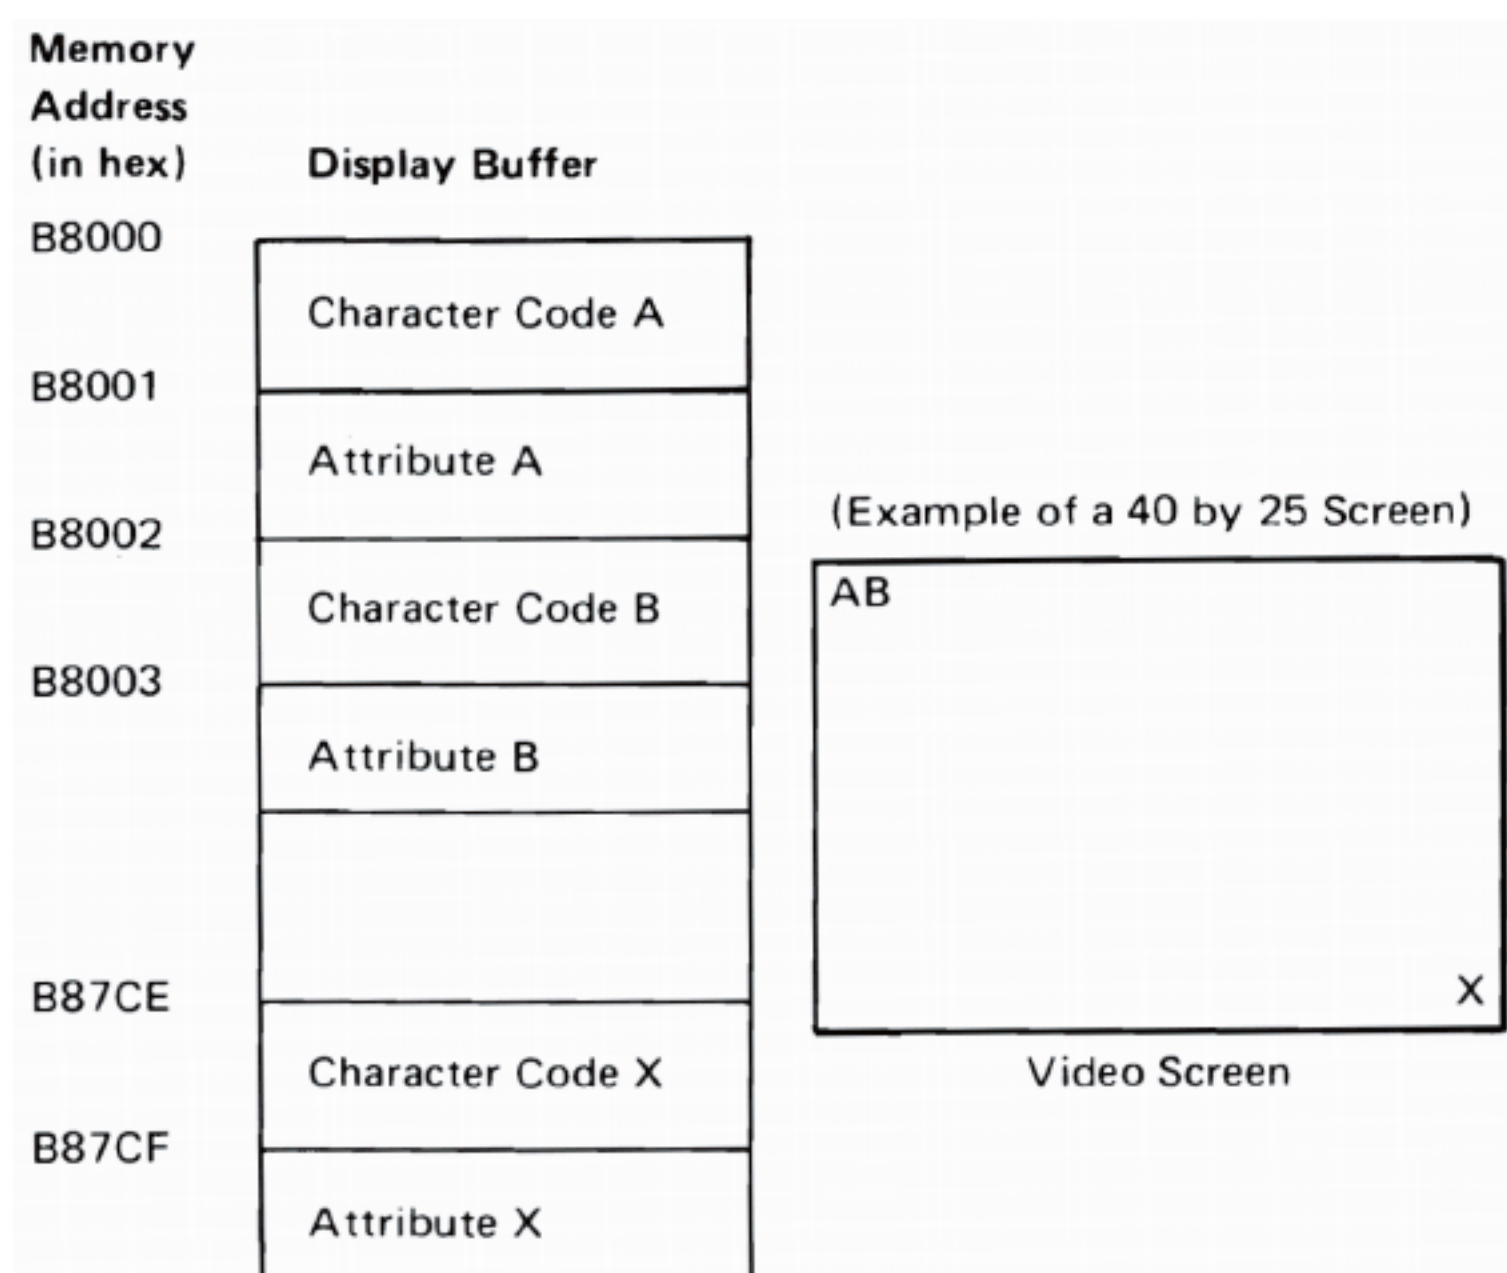 Memory
Address
(in hex)
Display Buffer
B8000
Character Code A
B8001
Attribute A
B8002
Character Code B
B8003
Attribute B
B87CE
Character Code X
B87CF
Attribute X
(Example of a 40 by 25 Screen)
AB
X
Video Screen